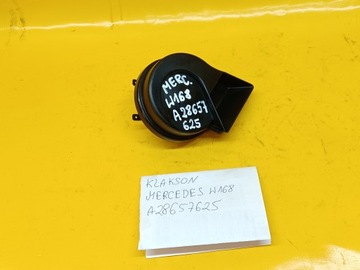 MERC.
W168
A28657
625
KLAKSON
MERCEDES W168
A28657625